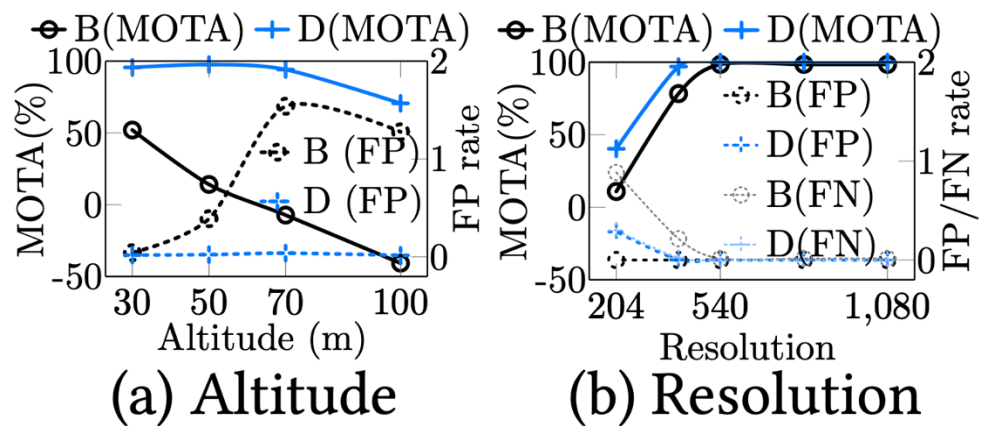 B(MOTA) D(MOTA)
MOTA(%)
100
50
0
-50
2
1
0
FP rate
B (FP)
D (FP)
30 50 70 100
Altitude (m)
(a) Altitude
B(MOTA) D(MOTA)
MOTA(%)
100
50
0
-50
2
1
0
FP/FN rate
B(FP)
D(FP)
B(FN)
D(FN)
204 540 1,080
Resolution
(b) Resolution